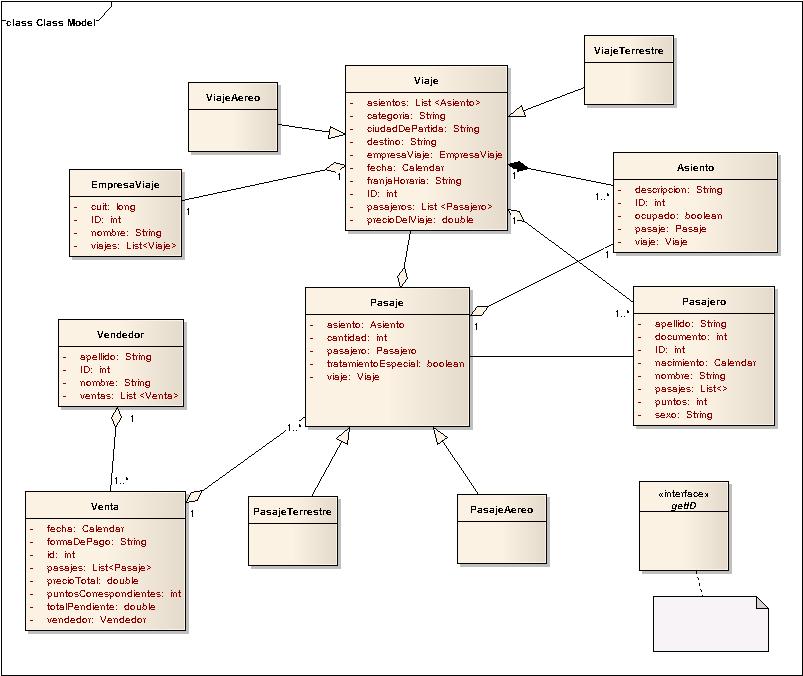 class Class Model
ViajeTerrestre
Viaje
- asientos: List <Asiento>
- categoria: String
- ciudadDePartida: String
- destino: String
- empresaViaje: EmpresaViaje
- fecha: Calendar
- franjaHoraria: String
- ID: int
- pasajeros: List <Pasajero>
- precioDelViaje: double
ViajeAereo
EmpresaViaje
- cuit: long
- ID: int
- nombre: String
- viajes: List<Viaje>
1
1
1
1..*
1
1..*
Asiento
- descripcion: String
- ID: int
- ocupado: boolean
- pasaje: Pasaje
- viaje: Viaje
1
1
Pasaje
- asiento: Asiento
- cantidad: int
- pasajero: Pasajero
- tratamientoEspecial: boolean
- viaje: Viaje
Pasajero
- apellido: String
- documento: int
- ID: int
- nacimiento: Calendar
- nombre: String
- pasajes: List<>
- puntos: int
- sexo: String
Vendedor
- apellido: String
- ID: int
- nombre: String
- ventas: List <Venta>
1
1..*
1..*
1
Venta
- fecha: Calendar
- formaDePago: String
- id: int
- pasajes: List<Pasaje>
- precioTotal: double
- puntosCorrespondientes: int
- totalPendiente: double
- vendedor: Vendedor
PasajeTerrestre
PasajeAereo
«interface»
getID